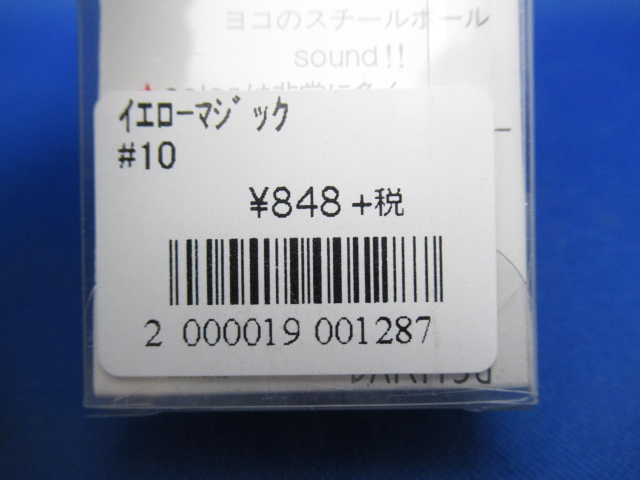 ヨコのスチールボール
sound!!
ｲｴﾛｰﾏｼﾞｯｸ
#10
¥848 +税
2 000019 001287